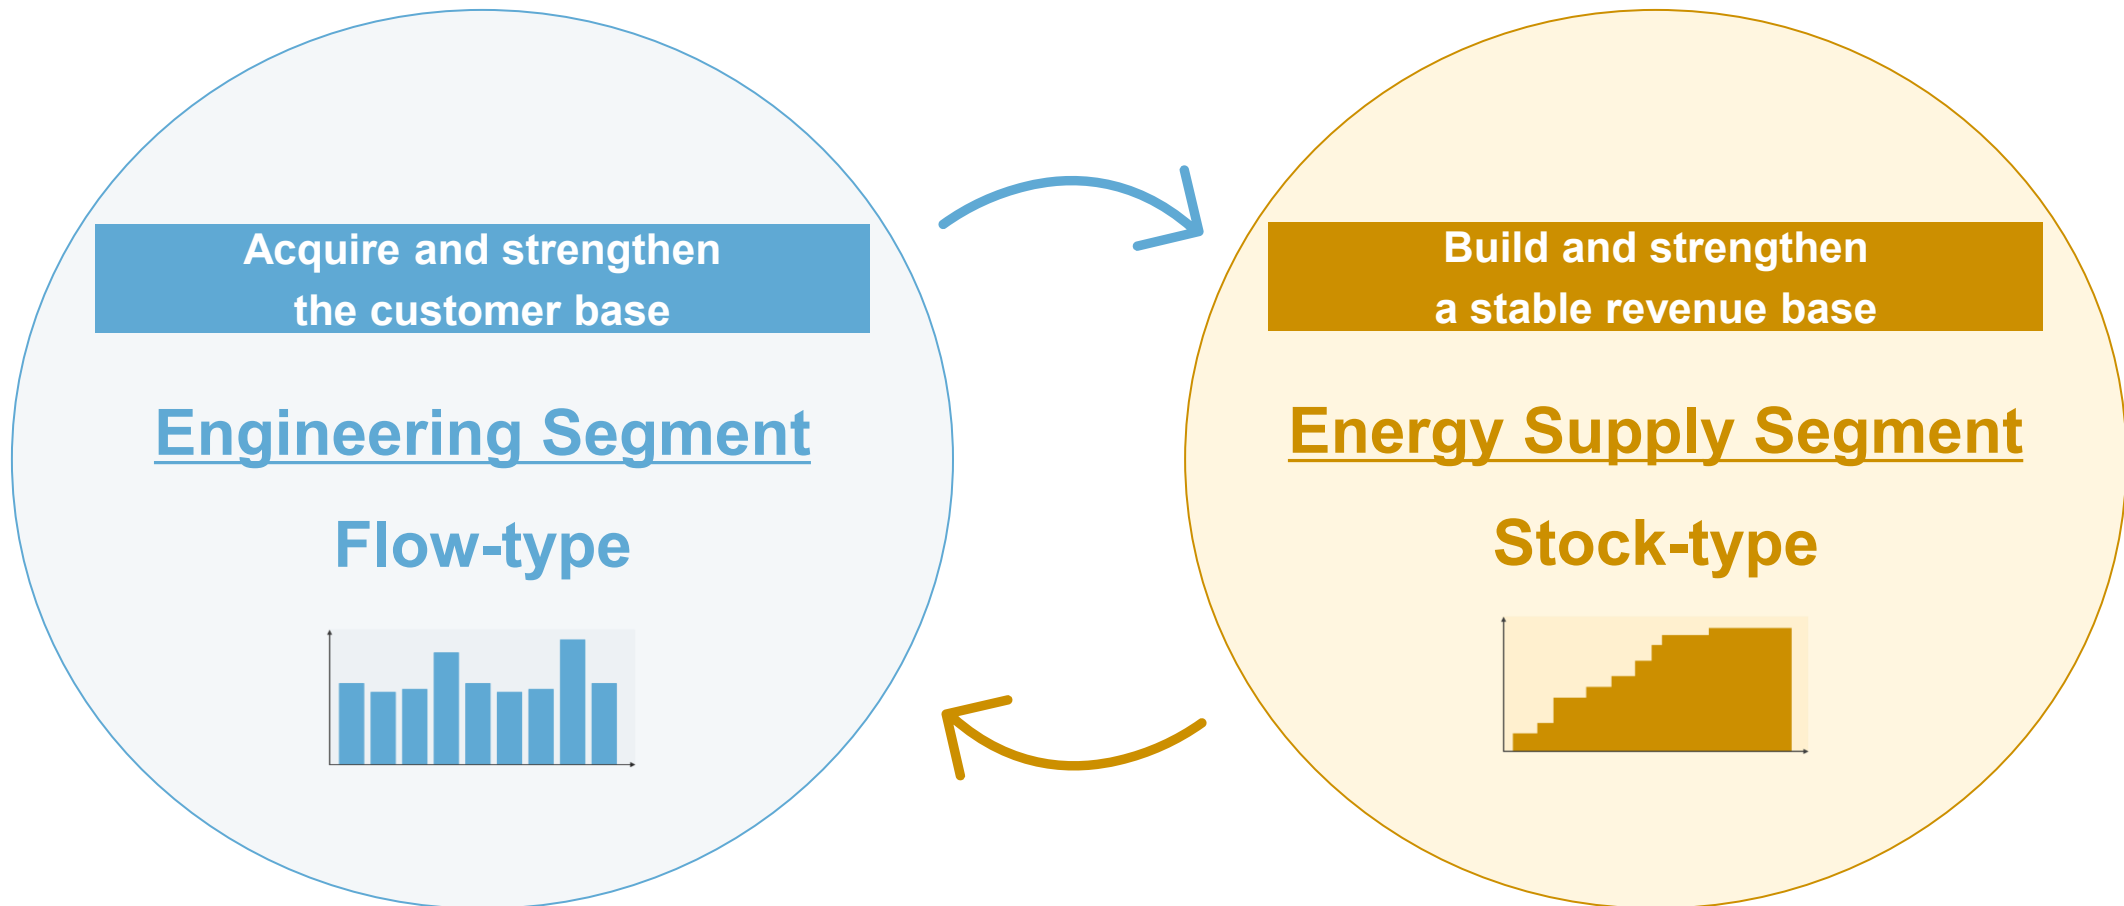 Acquire and strengthen
the customer base
Engineering Segment
Flow-type
Build and strengthen
a stable revenue base
Energy Supply Segment
Stock-type